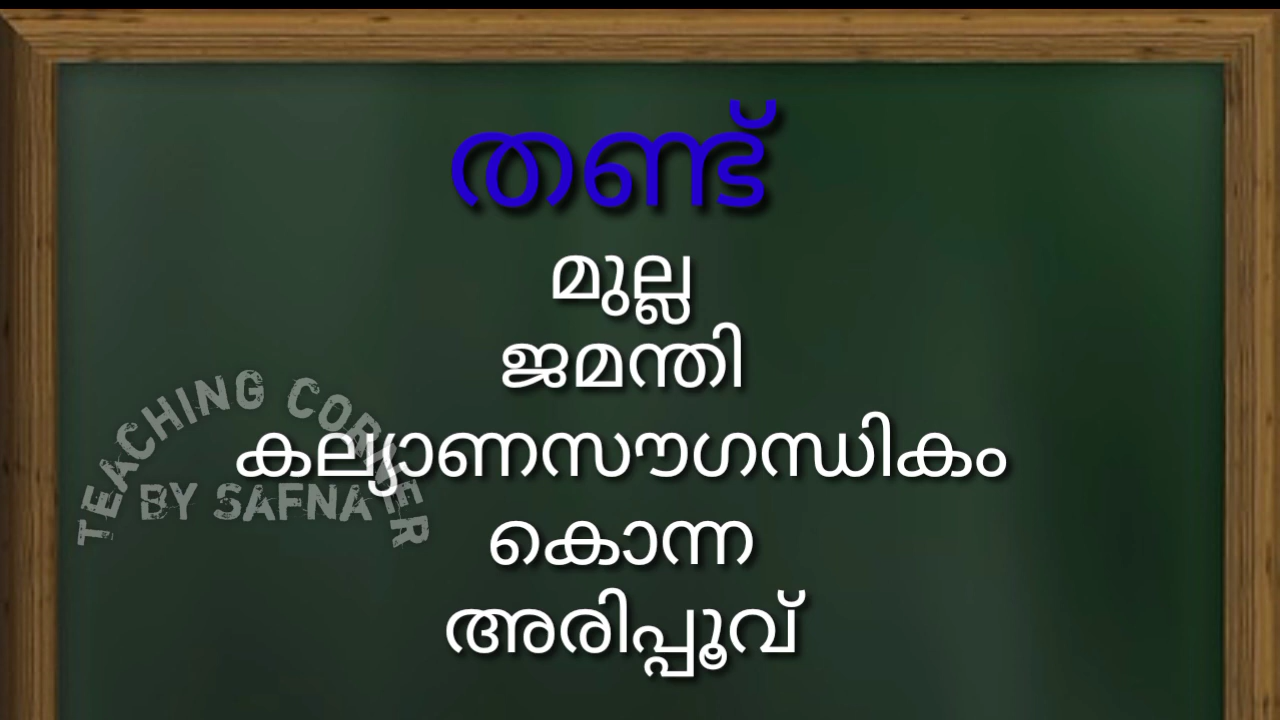 തണ്ട്
മുല്ല
ജമന്തി
കല്യാണസൗഗന്ധികം
കൊന്ന
അരിപ്പൂവ്
TEACHING CORNER
BY SAFNA